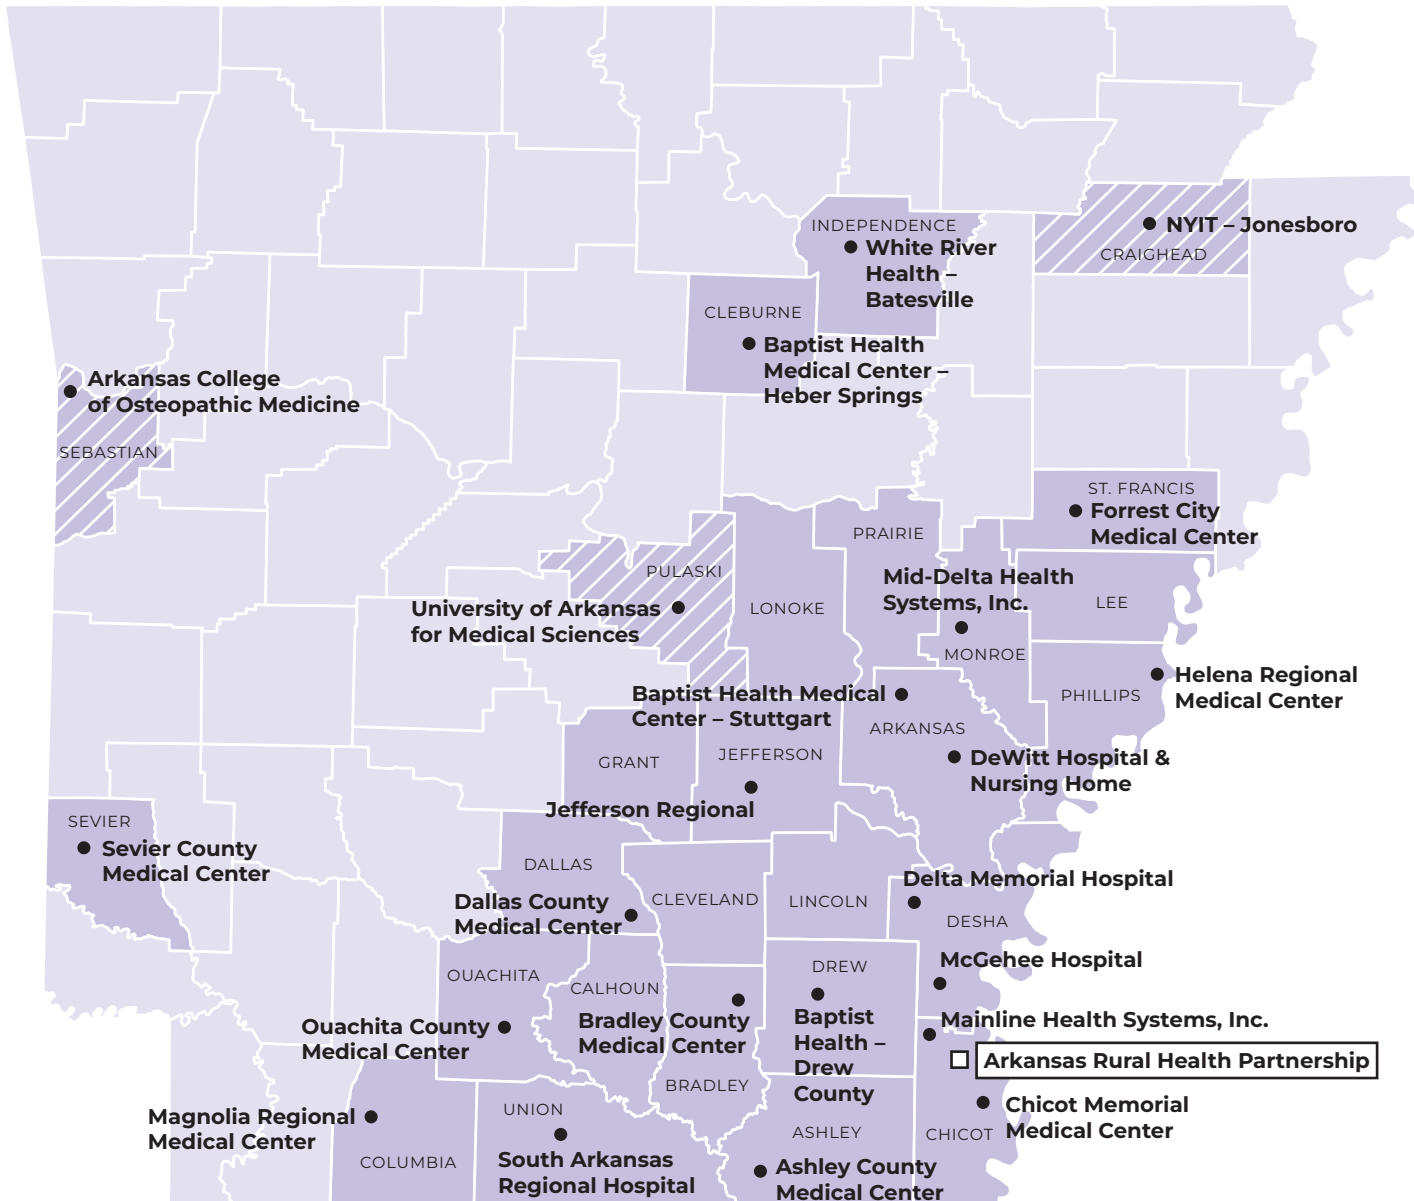 INDEPENDENCE
White River
Health –
Batesville
NYIT – Jonesboro
CRAIGHEAD
CLEBURNE
Baptist Health
Medical Center –
Heber Springs
Arkansas College
of Osteopathic Medicine
SEBASTIAN
ST. FRANCIS
Forrest City
Medical Center
PRAIRIE
PULASKI
Mid-Delta Health
Systems, Inc.
LEE
University of Arkansas
for Medical Sciences
LONOKE
MONROE
Helena Regional
Medical Center
PHILLIPS
Baptist Health Medical
Center – Stuttgart
ARKANSAS
JEFFERSON
GRANT
DeWitt Hospital &
Nursing Home
Jefferson Regional
SEVIER
Sevier County
Medical Center
DALLAS
Delta Memorial Hospital
CLEVELAND
LINCOLN
Dallas County
Medical Center
DESHA
McGehee Hospital
DREW
OUACHITA
CALHOUN
Ouachita County
Medical Center
Bradley County
Medical Center
Baptist
Health –
Drew
County
Mainline Health Systems, Inc.
Arkansas Rural Health Partnership
BRADLEY
Magnolia Regional
Medical Center
UNION
Chicot Memorial
Medical Center
ASHLEY
CHICOT
COLUMBIA
South Arkansas
Regional Hospital
Ashley County
Medical Center